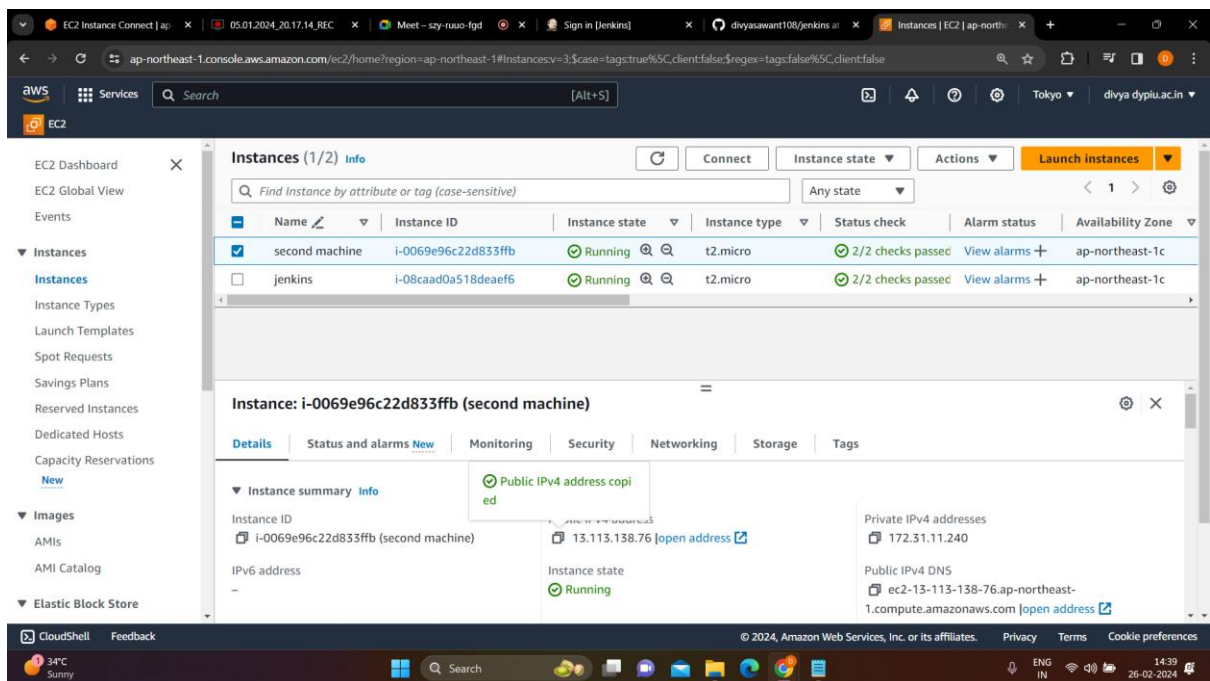 EC2 Instance Connect | ap-
05.01.2024_20.17.14_REC
Meet – szy-ruuo-fgd
Sign in [Jenkins]
divyasawant108/jenkins at
Instances | EC2 | ap-northe
ap-northeast-1.console.aws.amazon.com/ec2/home?region=ap-northeast-1#Instances:v=3;$case=tags:true%5C,client:false;$regex=tags:false%5C,client:false
aws
Services
Search
[Alt+S]
Tokyo
divya dypiu.ac.in
EC2
EC2 Dashboard
EC2 Global View
Events
Instances
Instances
Instance Types
Launch Templates
Spot Requests
Savings Plans
Reserved Instances
Dedicated Hosts
Capacity Reservations
New
Images
AMIs
AMI Catalog
Elastic Block Store
Instances (1/2) Info
Connect
Instance state
Actions
Launch instances
Find Instance by attribute or tag (case-sensitive)
Any state
1
Name Instance ID Instance state Instance type Status check Alarm status Availability Zone
second machine i-0069e96c22d833ffb Running t2.micro 2/2 checks passed View alarms + ap-northeast-1c
jenkins i-08caad0a518deaef6 Running t2.micro 2/2 checks passed View alarms + ap-northeast-1c
Instance: i-0069e96c22d833ffb (second machine)
Details Status and alarms New Monitoring Security Networking Storage Tags
Public IPv4 address copi
ed
Instance summary Info
Instance ID
i-0069e96c22d833ffb (second machine)
13.113.138.76 |open address
Private IPv4 addresses
172.31.11.240
IPv6 address
–
Instance state
Running
Public IPv4 DNS
ec2-13-113-138-76.ap-northeast-
1.compute.amazonaws.com |open address
CloudShell Feedback
© 2024, Amazon Web Services, Inc. or its affiliates. Privacy Terms Cookie preferences
1
34°C
Sunny
Search
ENG
IN
14:39
26-02-2024